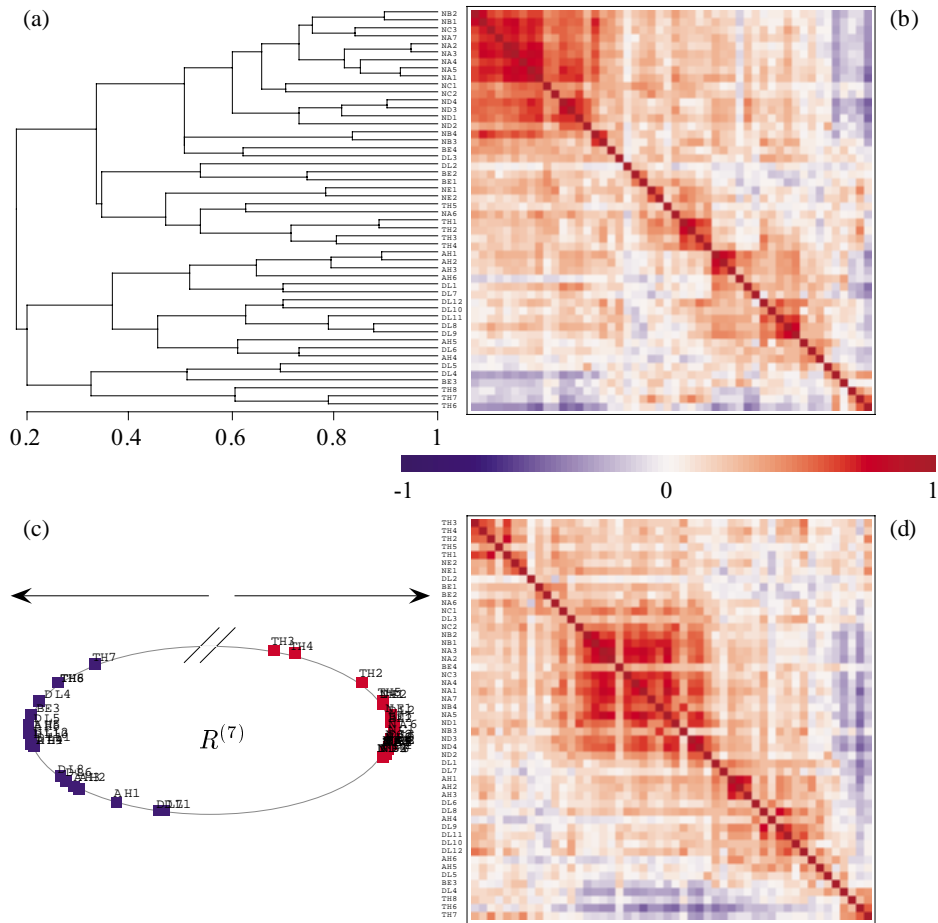 (a)
(b)
NB2
NB1
NC3
NA7
NA2
NA3
NA4
NA5
NA1
NC1
NC2
ND4
ND3
ND1
ND2
NB4
NB3
BE4
DL3
DL2
BE2
BE1
NE1
NE2
TH5
NA6
TH1
TH2
TH3
TH4
AH1
AH2
AH3
AH6
DL1
DL7
DL12
DL10
DL11
DL8
DL9
AH5
DL6
AH4
DL5
DL4
BE3
TH8
TH7
TH6
0.2 0.4 0.6 0.8 1
-1 0 1
(c)
(d)
TH3
TH4
TH2
TH5
TH1
NE2
NE1
DL2
BE1
BE2
NA6
NC1
DL3
NC2
NB2
NB1
NA3
NA2
BE4
NC3
NA4
NA1
NA7
NB4
NA5
ND1
NB3
ND3
ND4
ND2
DL1
DL7
AH1
AH2
AH3
DL6
DL8
AH4
DL9
DL11
DL10
DL12
AH6
AH5
DL5
BE3
DL4
TH8
TH6
TH7
TH3
TH4
TH7
TH2
DL4
BE3
DL5
R(7)
DL8
AH2
AH1